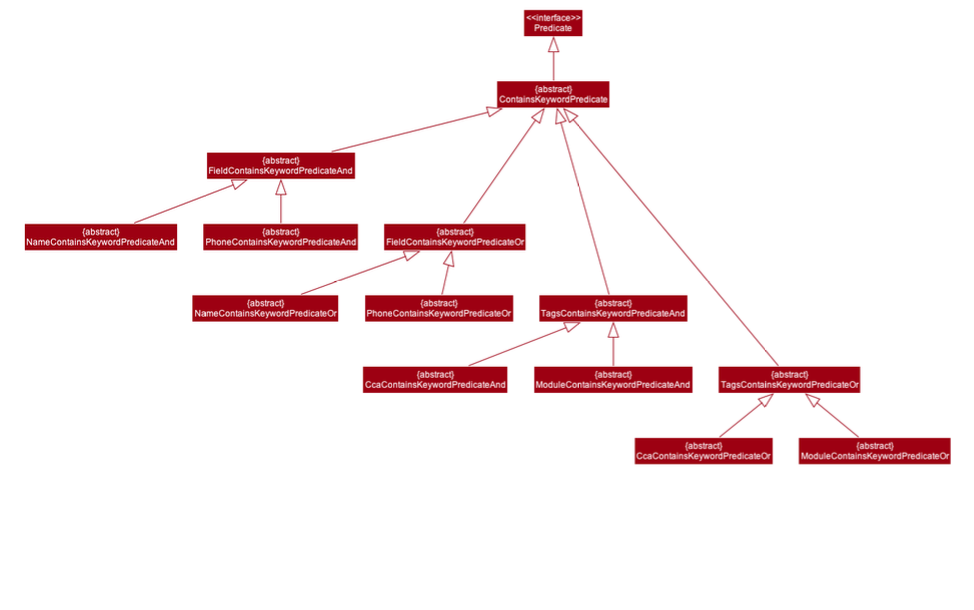 <<interface>>
Predicate
{abstract}
ContainsKeywordPredicate
{abstract}
FieldContainsKeywordPredicateAnd
{abstract}
NameContainsKeywordPredicateAnd
{abstract}
PhoneContainsKeywordPredicateAnd
{abstract}
FieldContainsKeywordPredicateOr
{abstract}
NameContainsKeywordPredicateOr
{abstract}
PhoneContainsKeywordPredicateOr
{abstract}
TagsContainsKeywordPredicateAnd
{abstract}
CcaContainsKeywordPredicateAnd
{abstract}
ModuleContainsKeywordPredicateAnd
{abstract}
TagsContainsKeywordPredicateOr
{abstract}
CcaContainsKeywordPredicateOr
{abstract}
ModuleContainsKeywordPredicateOr